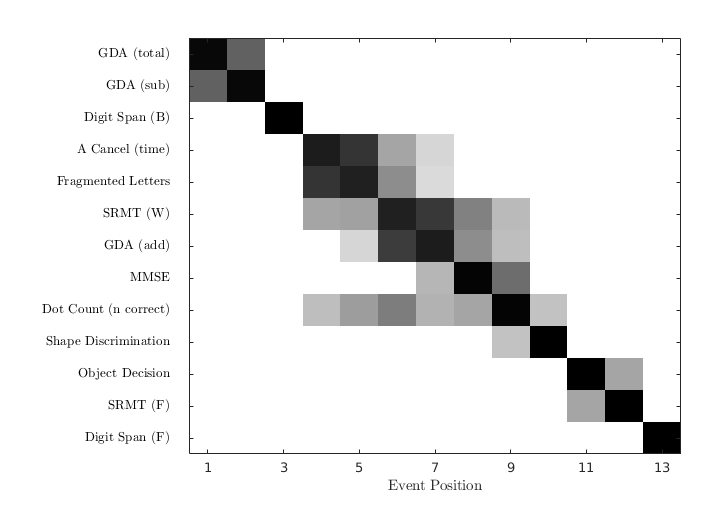 GDA (total)
GDA (sub)
Digit Span (B)
A Cancel (time)
Fragmented Letters
SRMT (W)
GDA (add)
MMSE
Dot Count (n correct)
Shape Discrimination
Object Decision
SRMT (F)
Digit Span (F)
1 3 5 7 9 11 13
Event Position